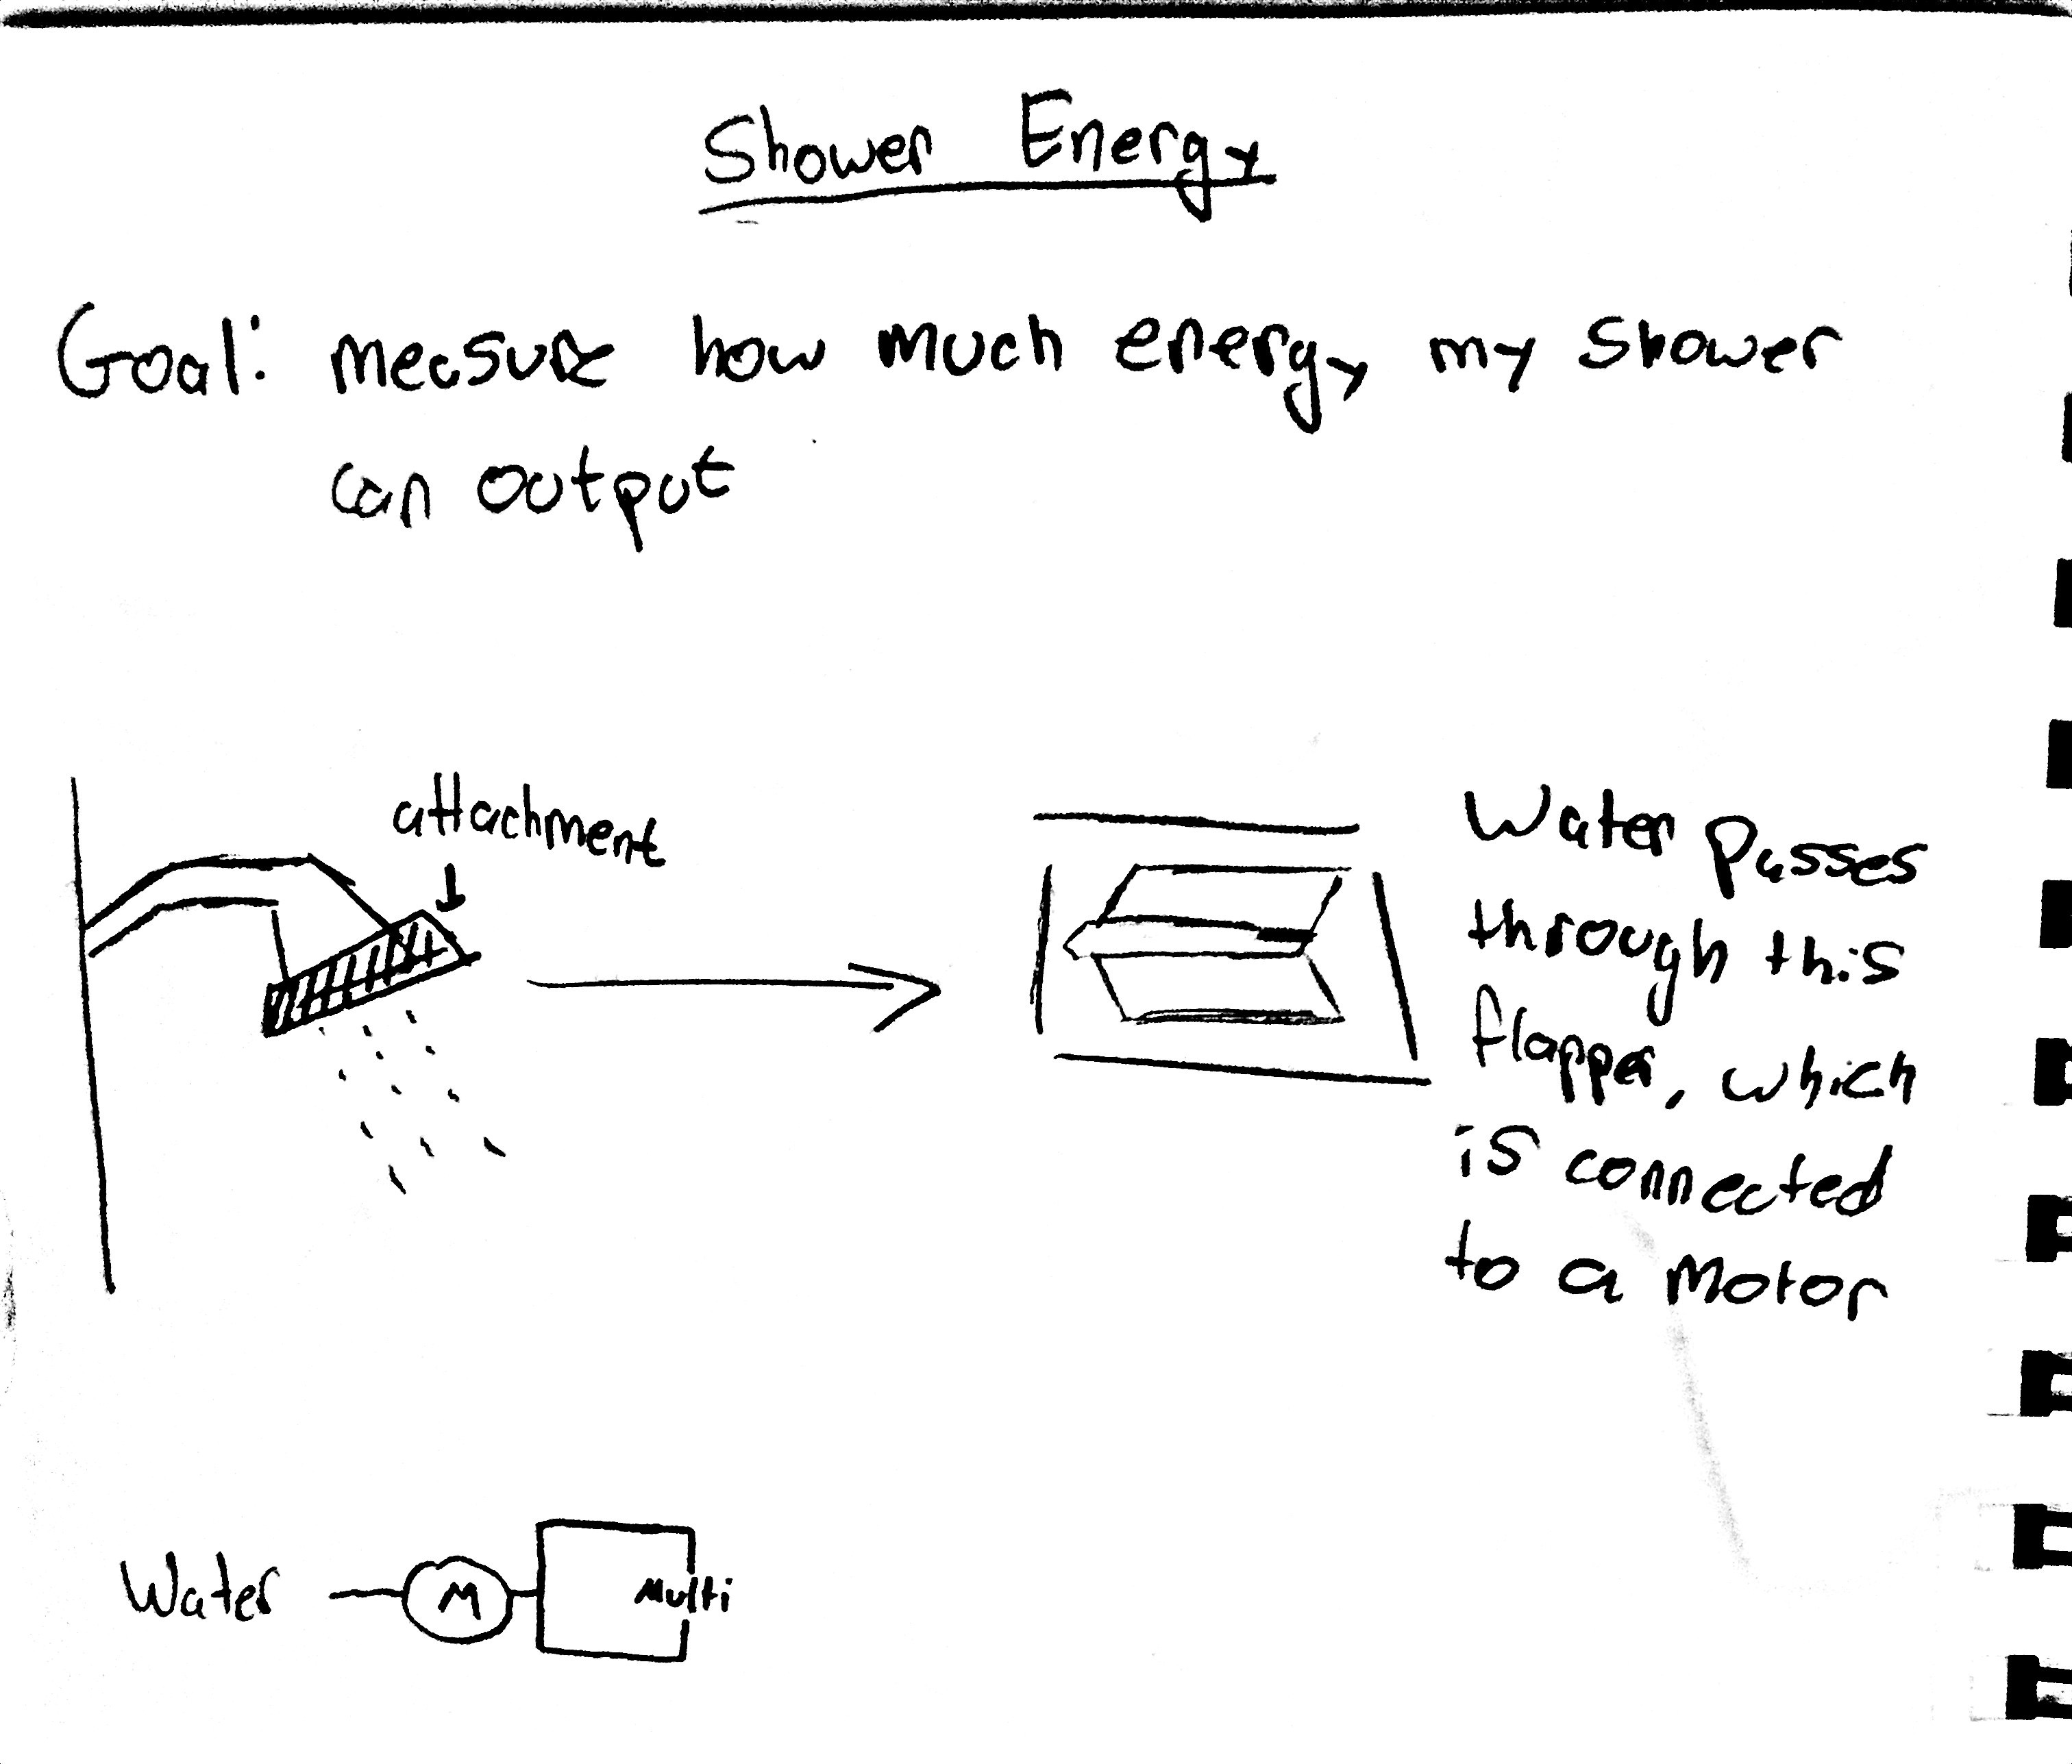 Shower Energy
Goal: measure how much energy my shower
can output
attachment
Water Passes
through this
flapper, which
is connected
to a Motor
Water
M
Multi